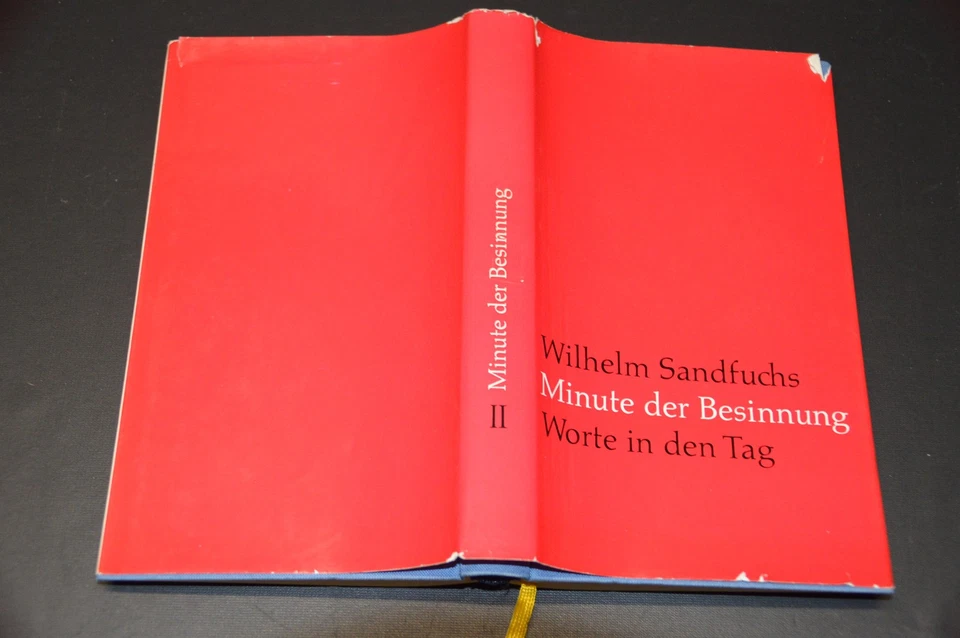 Minute der Besinnung
II
Wilhelm Sandfuchs
Minute der Besinnung
Worte in den Tag